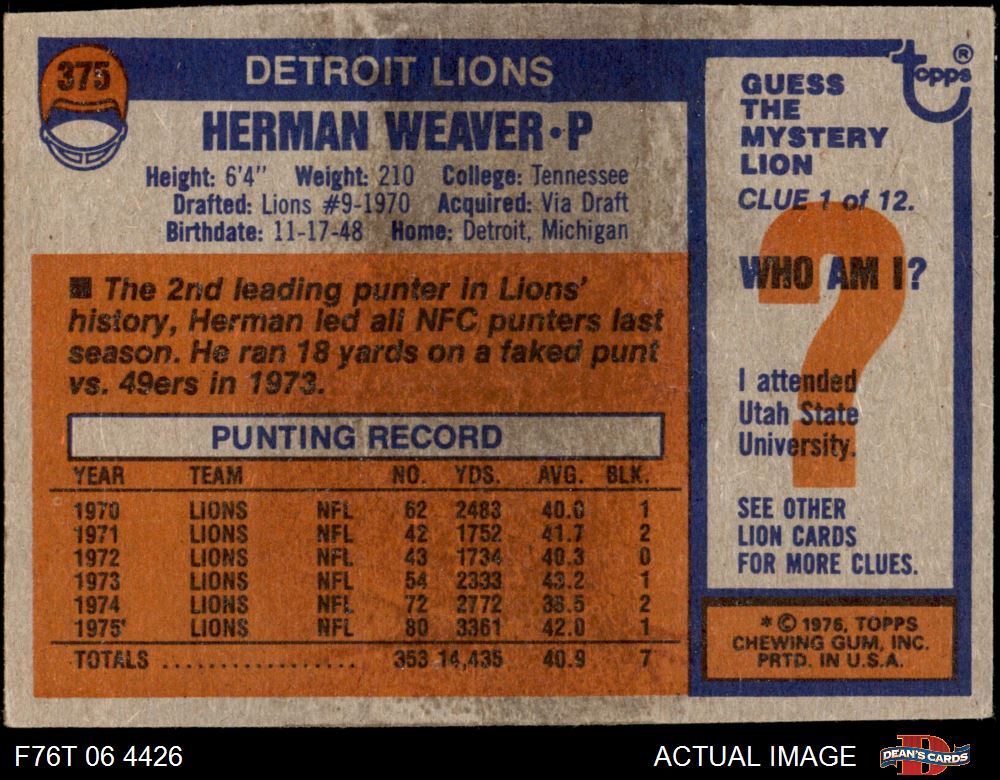 375
DETROIT LIONS
HERMAN WEAVER•P
Height: 6'4" Weight: 210 College: Tennessee
Drafted: Lions #9-1970 Acquired: Via Draft
Birthdate: 11-17-48 Home: Detroit, Michigan
■ The 2nd leading punter in Lions'
history, Herman led all NFC punters last
season. He ran 18 yards on a faked punt
vs. 49ers in 1973.
PUNTING RECORD
YEAR TEAM NO. YDS. AVG. BLK.
1970 LIONS NFL 62 2483 40.0 1
1971 LIONS NFL 42 1752 41.7 2
1972 LIONS NFL 43 1734 40.3 0
1973 LIONS NFL 54 2333 43.2 1
1974 LIONS NFL 72 2772 38.5 2
1975 LIONS NFL 80 3361 42.0 1
TOTALS .................. 353 14,435 40.9 7
topps ®
GUESS
THE
MYSTERY
LION
CLUE 1 of 12.
WHO AM I?
?
I attended
Utah State
University.
SEE OTHER
LION CARDS
FOR MORE CLUES.
* © 1976, TOPPS
CHEWING GUM, INC.
PRTD. IN U.S.A.
F76T 06 4426
ACTUAL IMAGE
DEAN'S CARDS